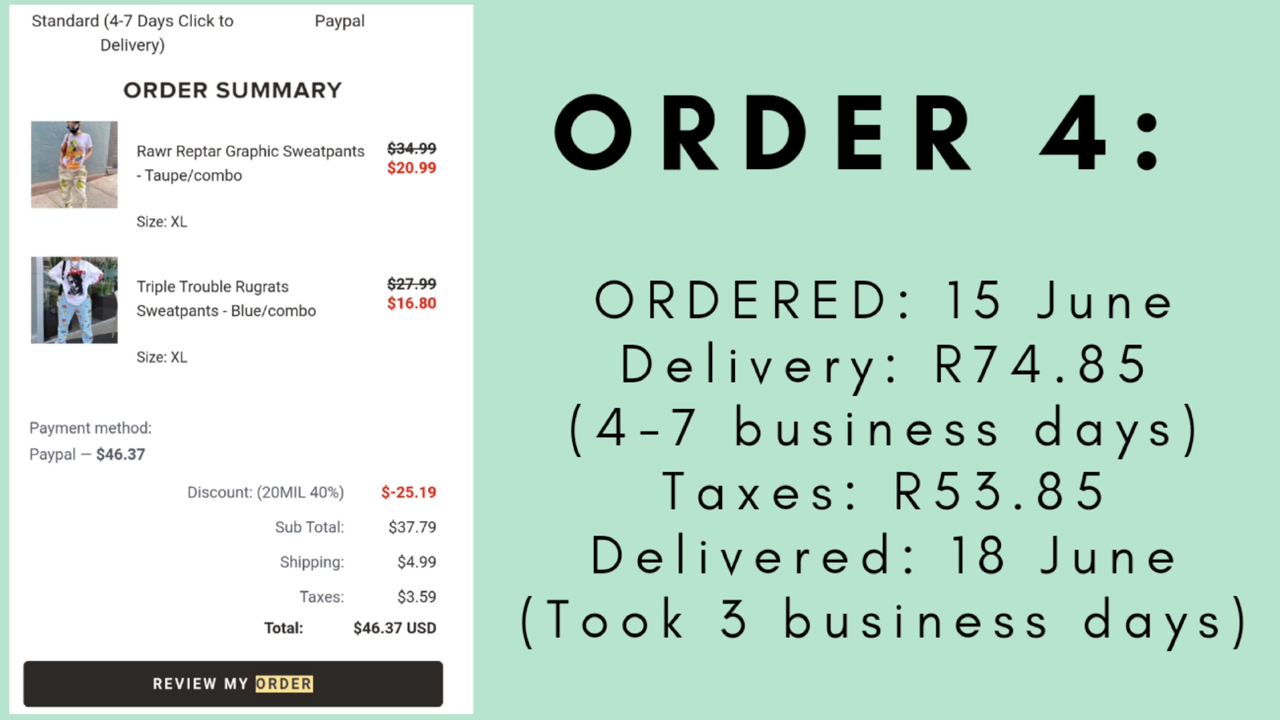 Standard (4-7 Days Click to
Delivery)
Paypal
ORDER SUMMARY
Rawr Reptar Graphic Sweatpants
- Taupe/combo
$34.99
$20.99
Size: XL
Triple Trouble Rugrats
Sweatpants - Blue/combo
$27.99
$16.80
Size: XL
Payment method:
Paypal — $46.37
Discount: (20MIL 40%) $-25.19
Sub Total: $37.79
Shipping: $4.99
Taxes: $3.59
Total: $46.37 USD
REVIEW MY ORDER
ORDER 4:
ORDERED: 15 June
Delivery: R74.85
(4-7 business days)
Taxes: R53.85
Delivered: 18 June
(Took 3 business days)